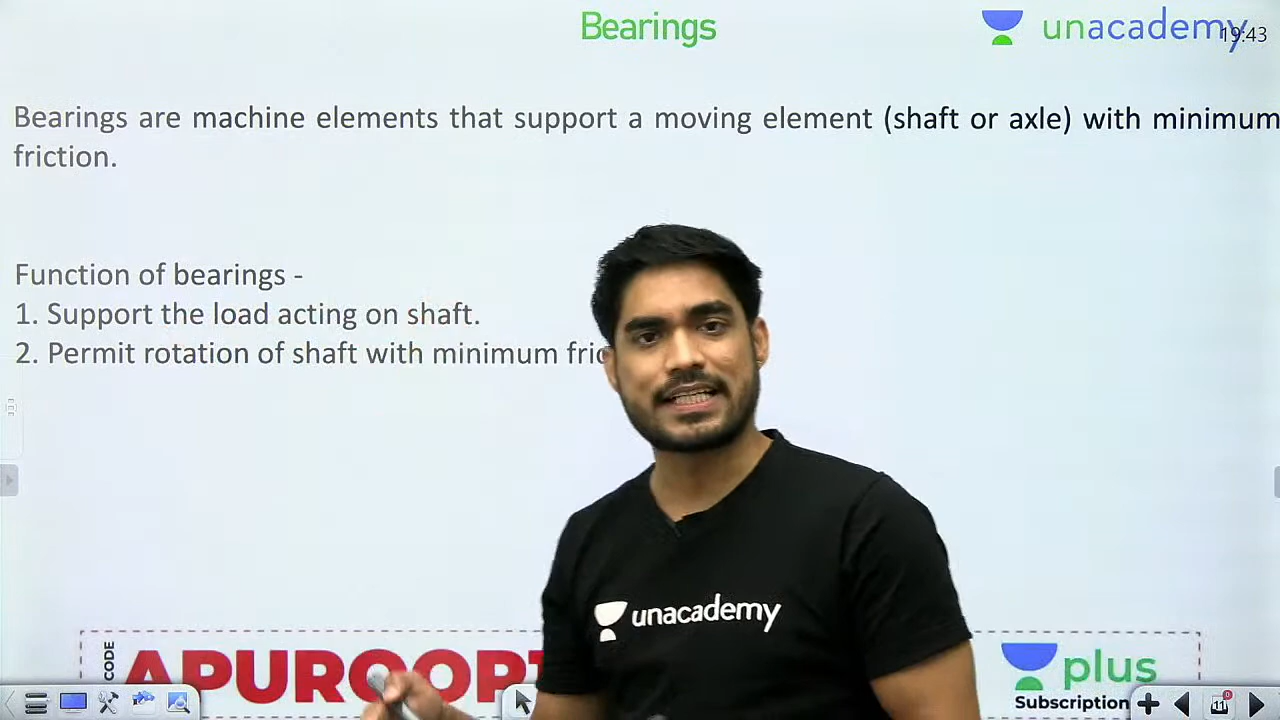 Bearings
unacademy
19:43
Bearings are machine elements that support a moving element (shaft or axle) with minimum
friction.
Function of bearings -
1. Support the load acting on shaft.
2. Permit rotation of shaft with minimum
unacademy
CODE
plus
Subscription
11